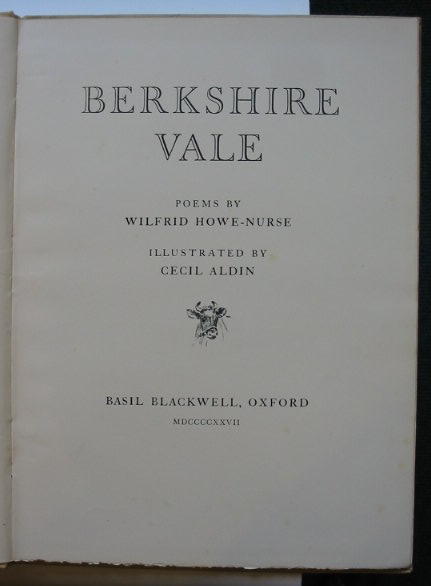 BERKSHIRE
VALE
POEMS BY
WILFRID HOWE-NURSE
ILLUSTRATED BY
CECIL ALDIN
BASIL BLACKWELL, OXFORD
MDCCCCXXVII